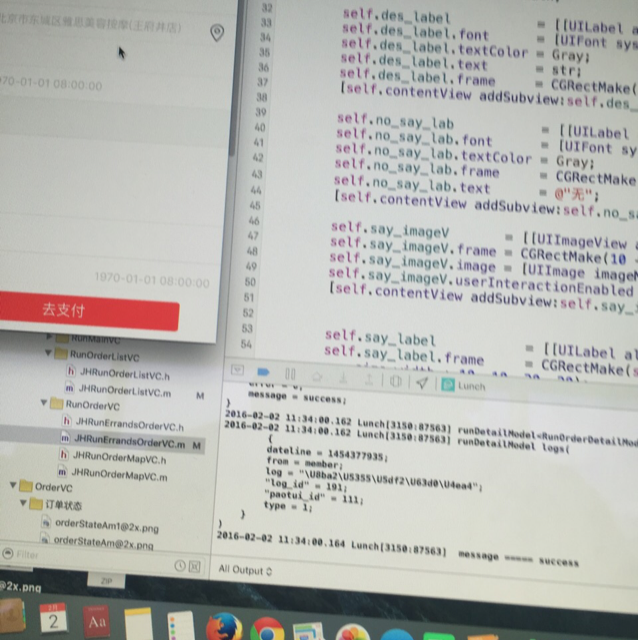 北京市东城区雅思美容按摩(王府井店)
970-01-01 08:00:00
1970-01-01 08:00:00
去支付
32
33
34
35
36
37
38
39
40
41
42
43
44
45
46
47
48
49
50
51
52
53
54
self.des_label = [[UILabel a
self.des_label.font = [UIFont sys
self.des_label.textColor = Gray;
self.des_label.text = str;
self.des_label.frame = CGRectMake(
[self.contentView addSubview:self.des_
self.no_say_lab = [[UILabel
self.no_say_lab.font = [UIFont sy
self.no_say_lab.textColor = Gray;
self.no_say_lab.frame = CGRectMake
self.no_say_lab.text = @"无";
[self.contentView addSubview:self.no_sa
self.say_imageV = [[UIImageView a
self.say_imageV.frame = CGRectMake(10
self.say_imageV.image = [UIImage imageN
self.say_imageV.userInteractionEnabled
[self.contentView addSubview:self.say_
self.say_label = [[UILabel al
self.say_label.frame = CGRectMake(s
RunMainVC
RunOrderListVC
h JHRunOrderListVC.h
m JHRunOrderListVC.m M
RunOrderVC
h JHRunErrandsOrderVC.h
m JHRunErrandsOrderVC.m M
h JHRunOrderMapVC.h
m JHRunOrderMapVC.m
OrderVC
订单状态
orderStateAm1@2x.png
orderStateAm@2x.png
Filter
Lunch
error = 0;
message = success;
}
2016-02-02 11:34:00.162 Lunch[3150:87563] runDetailModel<RunOrderDetailMod
2016-02-02 11:34:00.162 Lunch[3150:87563] runDetailModel logs(
{
dateline = 1454377935;
from = member;
log = "\U8ba2\U5355\U5df2\U63d0\U4ea4";
"log_id" = 191;
"paotui_id" = 111;
type = 1;
}
)
2016-02-02 11:34:00.164 Lunch[3150:87563] message ===== success
All Output
@2x.png
ZIP
2
Aa